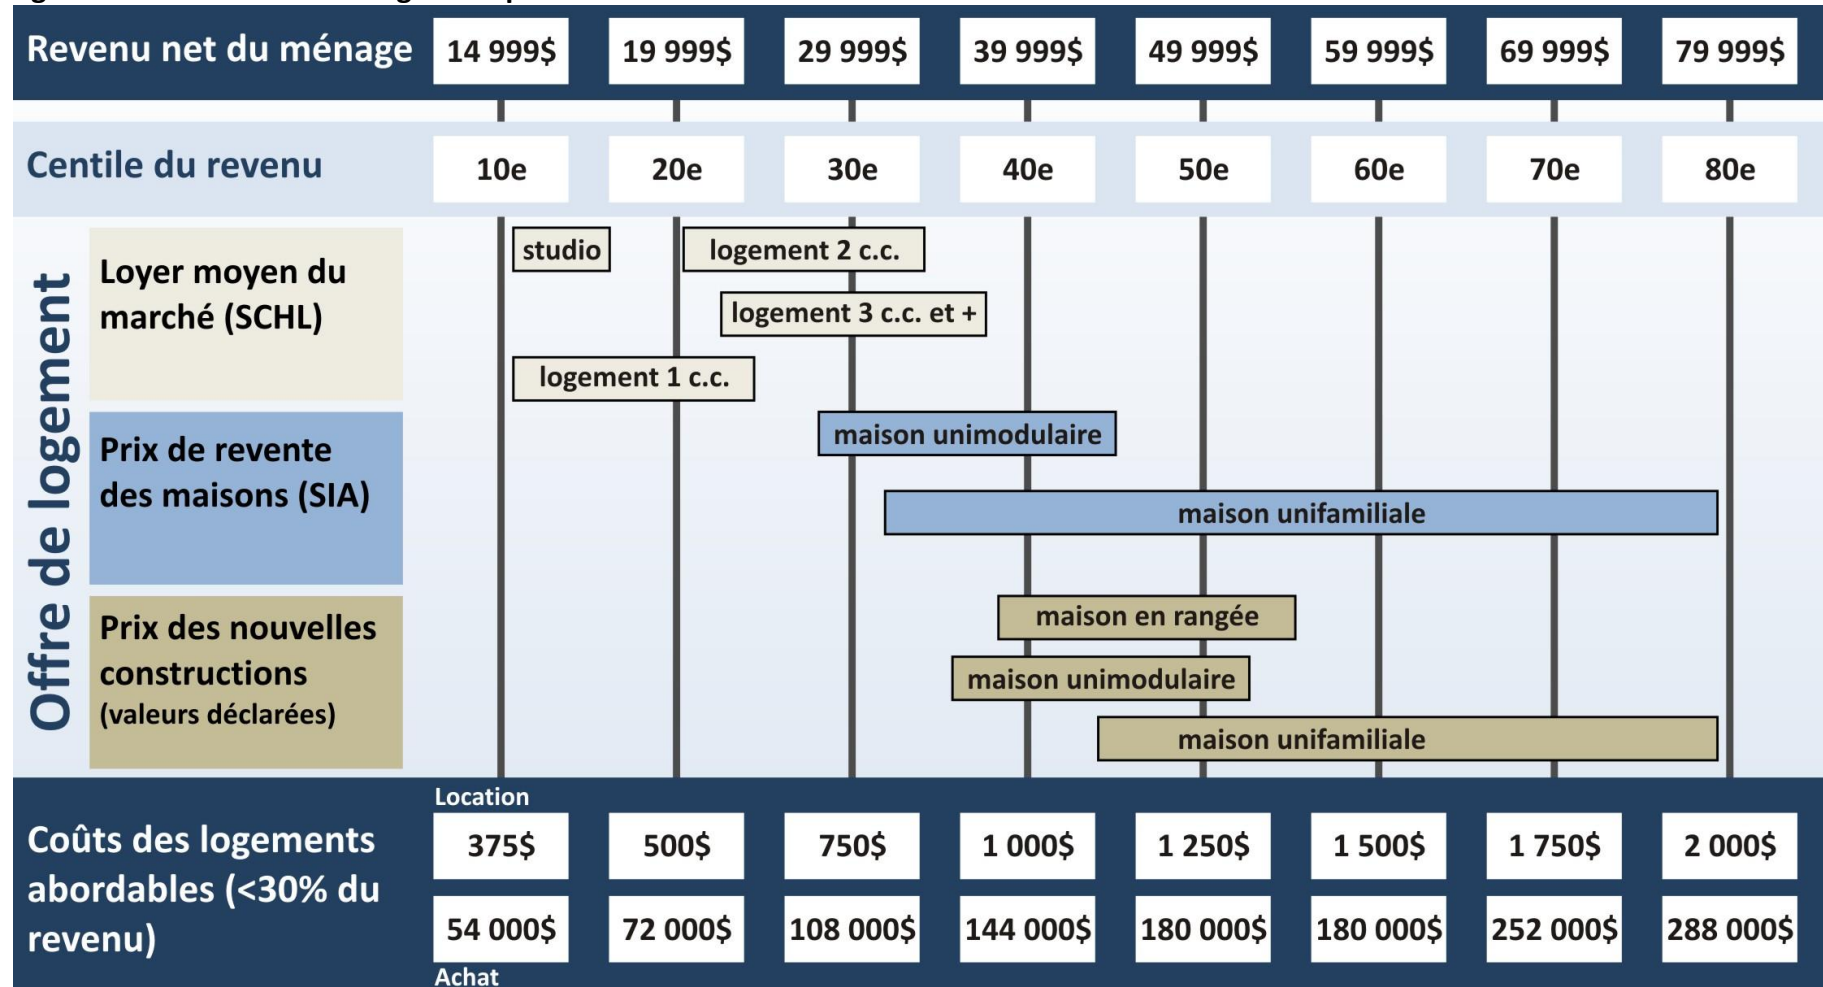 Revenu net du ménage 14 999$ 19 999$ 29 999$ 39 999$ 49 999$ 59 999$ 69 999$ 79 999$
Centile du revenu 10e 20e 30e 40e 50e 60e 70e 80e
Offre de logement
Loyer moyen du
marché (SCHL)
studio
logement 2 c.c.
logement 3 c.c. et +
logement 1 c.c.
Prix de revente
des maisons (SIA)
maison unimodulaire
maison unifamiliale
Prix des nouvelles
constructions
(valeurs déclarées)
maison en rangée
maison unimodulaire
maison unifamiliale
Coûts des logements
abordables (<30% du
revenu)
Location
375$ 500$ 750$ 1 000$ 1 250$ 1 500$ 1 750$ 2 000$
54 000$ 72 000$ 108 000$ 144 000$ 180 000$ 180 000$ 252 000$ 288 000$
Achat